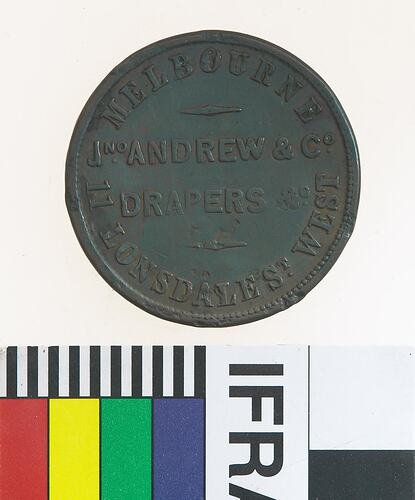 MELBOURNE
JNO ANDREW & CO
DRAPERS &C
11 LONSDALE ST WEST
IFRA